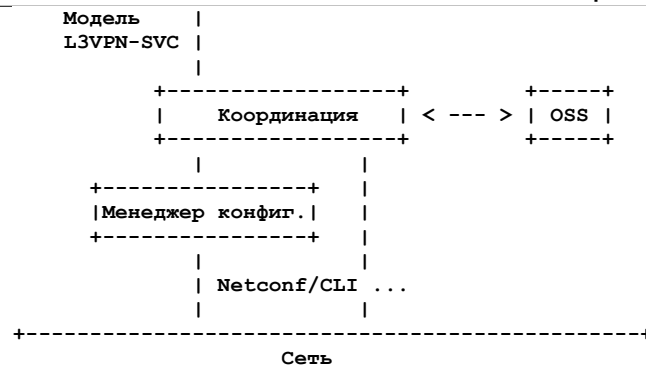 Модель
L3VPN-SVC
Координация < --- > OSS
Менеджер конфиг.
Netconf/CLI ...
Сеть